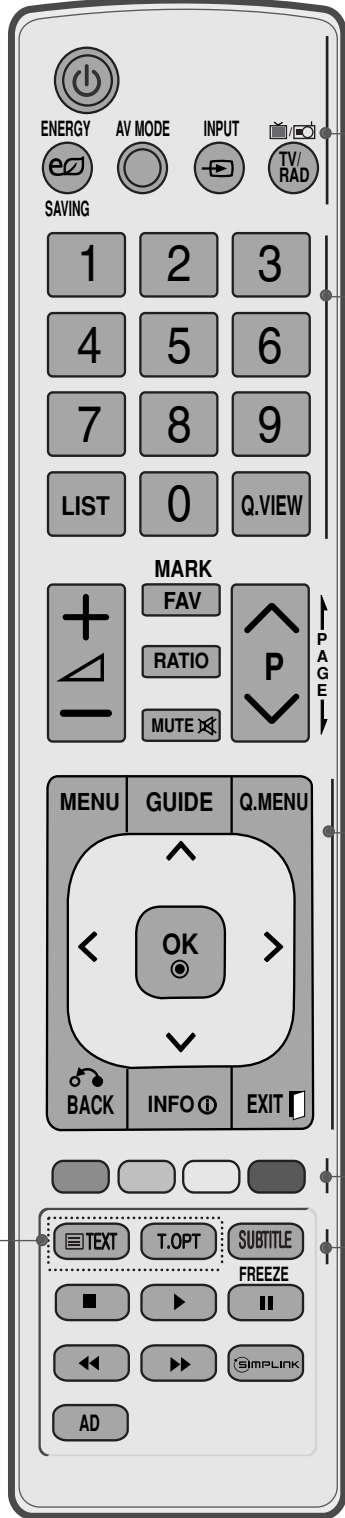 ENERGY AV MODE INPUT
TV/
RAD
SAVING
1 2 3
4 5 6
7 8 9
LIST 0 Q.VIEW
MARK
FAV
RATIO
P
MUTE
PAGE
MENU GUIDE Q.MENU
OK
BACK INFO EXIT
TEXT T.OPT SUBTITLE
FREEZE
SIMPLINK
AD